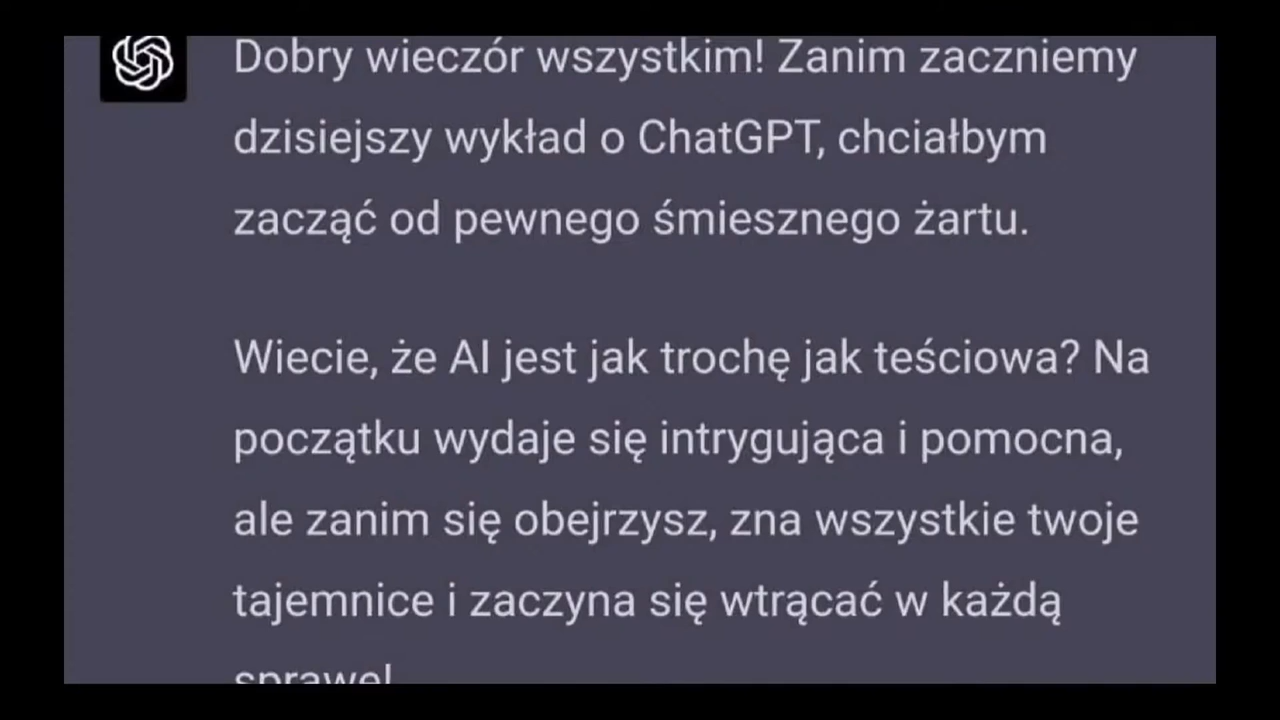 Dobry wieczór wszystkim! Zanim zaczniemy
dzisiejszy wykład o ChatGPT, chciałbym
zacząć od pewnego śmiesznego żartu.
Wiecie, że AI jest jak trochę jak teściowa? Na
początku wydaje się intrygująca i pomocna,
ale zanim się obejrzysz, zna wszystkie twoje
tajemnice i zaczyna się wtrącać w każdą